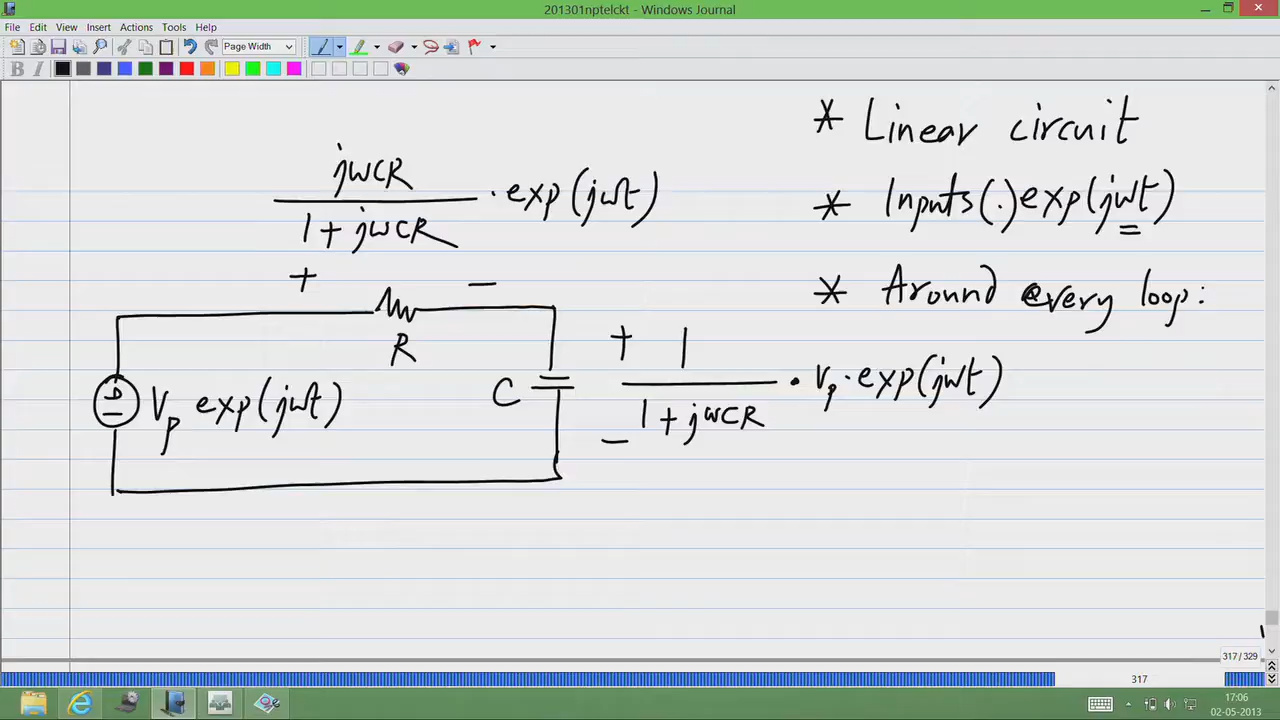 201301nptelckt - Windows Journal
File Edit View Insert Actions Tools Help
Page Width
B I
* Linear circuit
jωCR / 1 + jωCR · exp(jωt)
* Inputs(.)exp(jωt)
* Around every loop:
+ −
R
Vp exp(jωt)
C
+ 1 / 1 + jωCR · Vp · exp(jωt)
−
317 / 329
317
17:06
02-05-2013